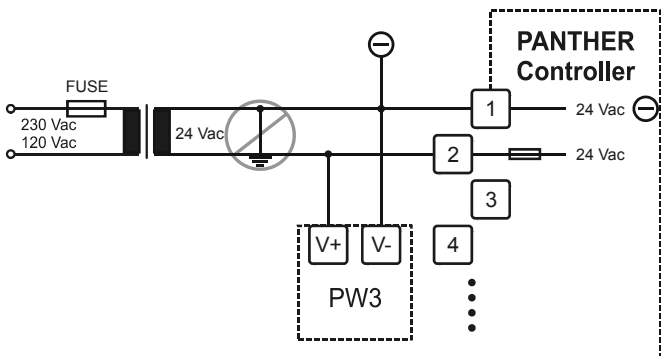 PANTHER
Controller
FUSE
230 Vac
120 Vac
24 Vac
1
24 Vac
2
24 Vac
3
V+
V-
4
PW3